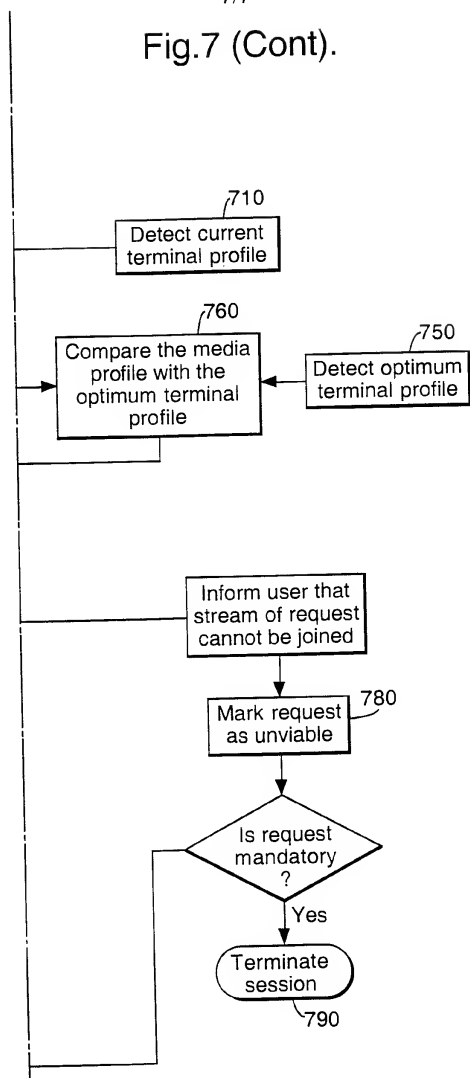 7/7
Fig.7 (Cont).
710
Detect current
terminal profile
760
Compare the media
profile with the
optimum terminal
profile
750
Detect optimum
terminal profile
Inform user that
stream of request
cannot be joined
Mark request
as unviable
780
Is request
mandatory
?
Yes
Terminate
session
790